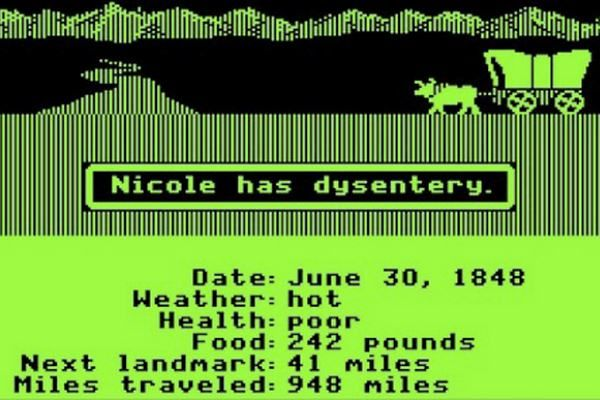 Nicole has dysentery.
Date: June 30, 1848
Weather: hot
Health: poor
Food: 242 pounds
Next landmark: 41 miles
Miles traveled: 948 miles